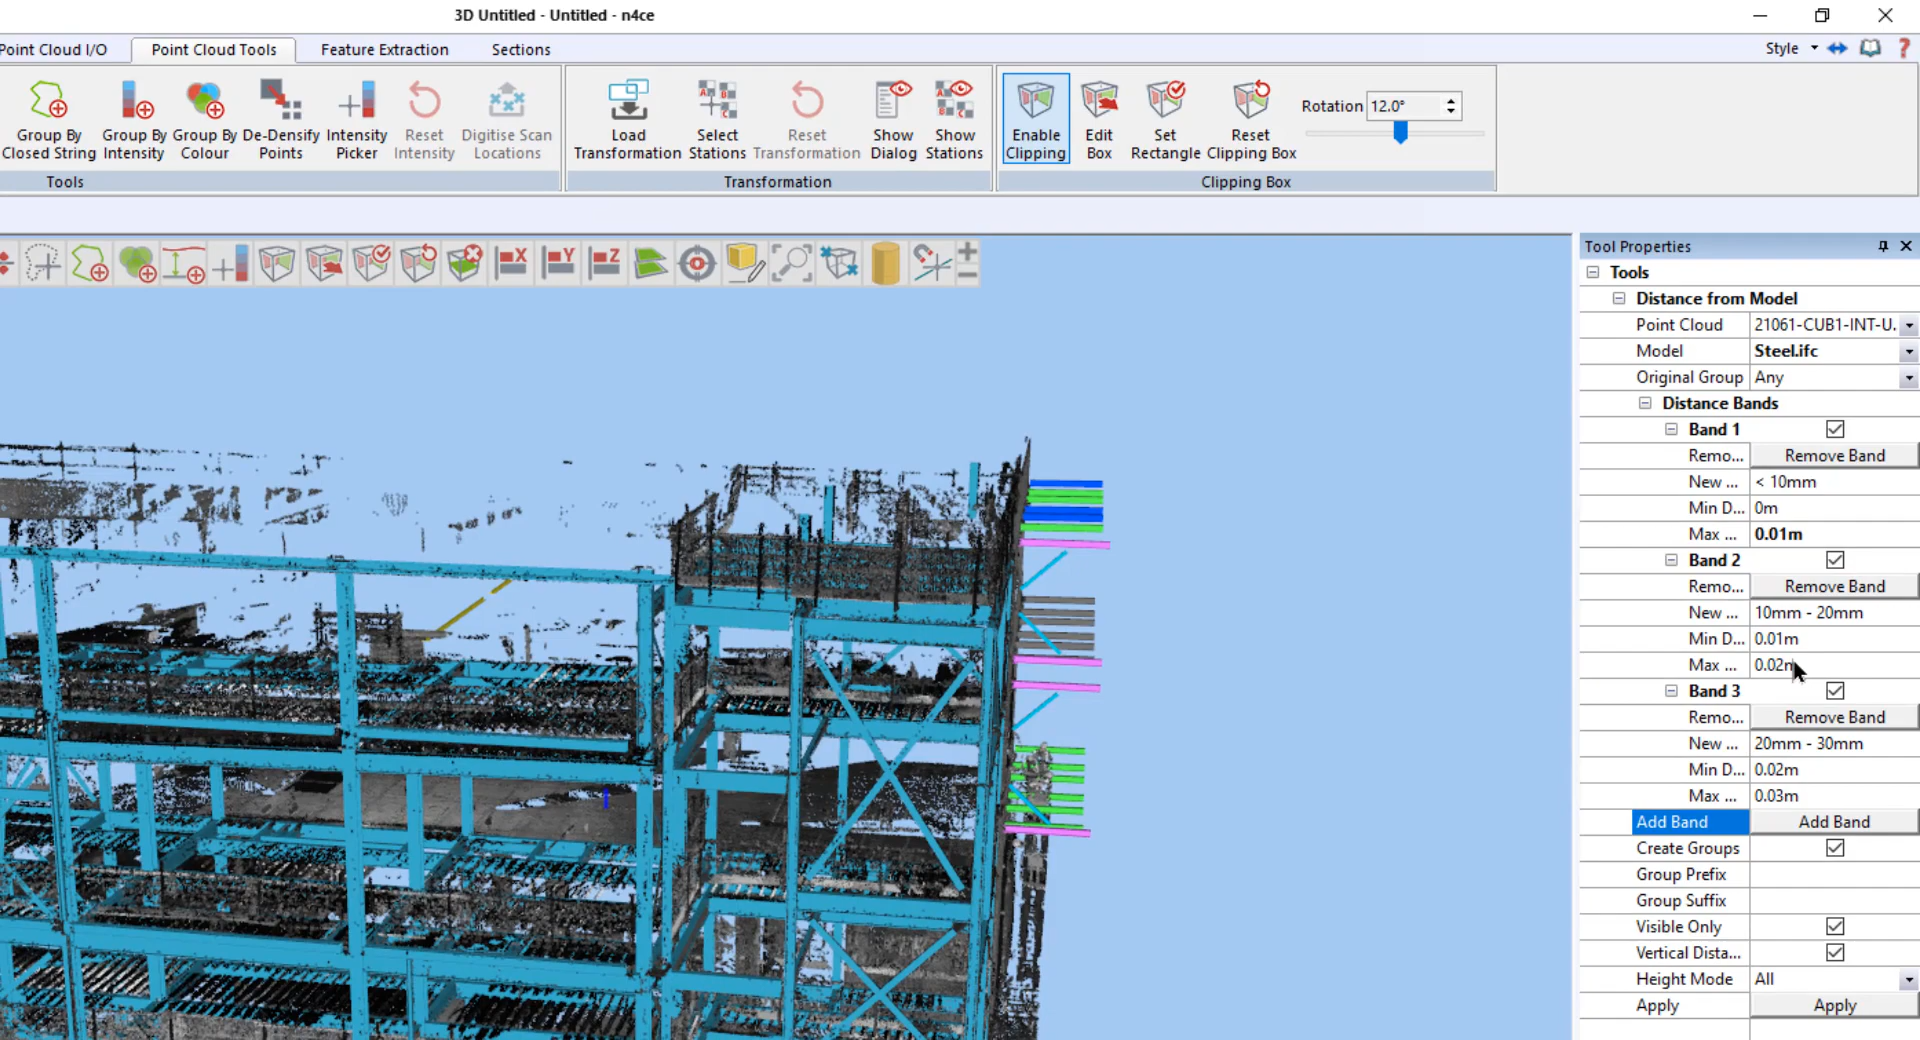 3D Untitled - Untitled - n4ce
Point Cloud I/O
Point Cloud Tools
Feature Extraction
Sections
Style
Group By Closed String
Group By Intensity
Group By Colour
De-Densify Points
Intensity Picker
Reset Intensity
Digitise Scan Locations
Tools
Load Transformation
Select Stations
Reset Transformation
Show Dialog
Show Stations
Transformation
Enable Clipping
Edit Box
Set Rectangle
Reset Clipping Box
Rotation 12.0°
Clipping Box
X
Y
Z
Tool Properties
Tools
Distance from Model
Point Cloud 21061-CUB1-INT-U.
Model Steel.ifc
Original Group Any
Distance Bands
Band 1
Remo... Remove Band
New ... < 10mm
Min D... 0m
Max ... 0.01m
Band 2
Remo... Remove Band
New ... 10mm - 20mm
Min D... 0.01m
Max ... 0.02m
Band 3
Remo... Remove Band
New ... 20mm - 30mm
Min D... 0.02m
Max ... 0.03m
Add Band Add Band
Create Groups
Group Prefix
Group Suffix
Visible Only
Vertical Dista...
Height Mode All
Apply Apply